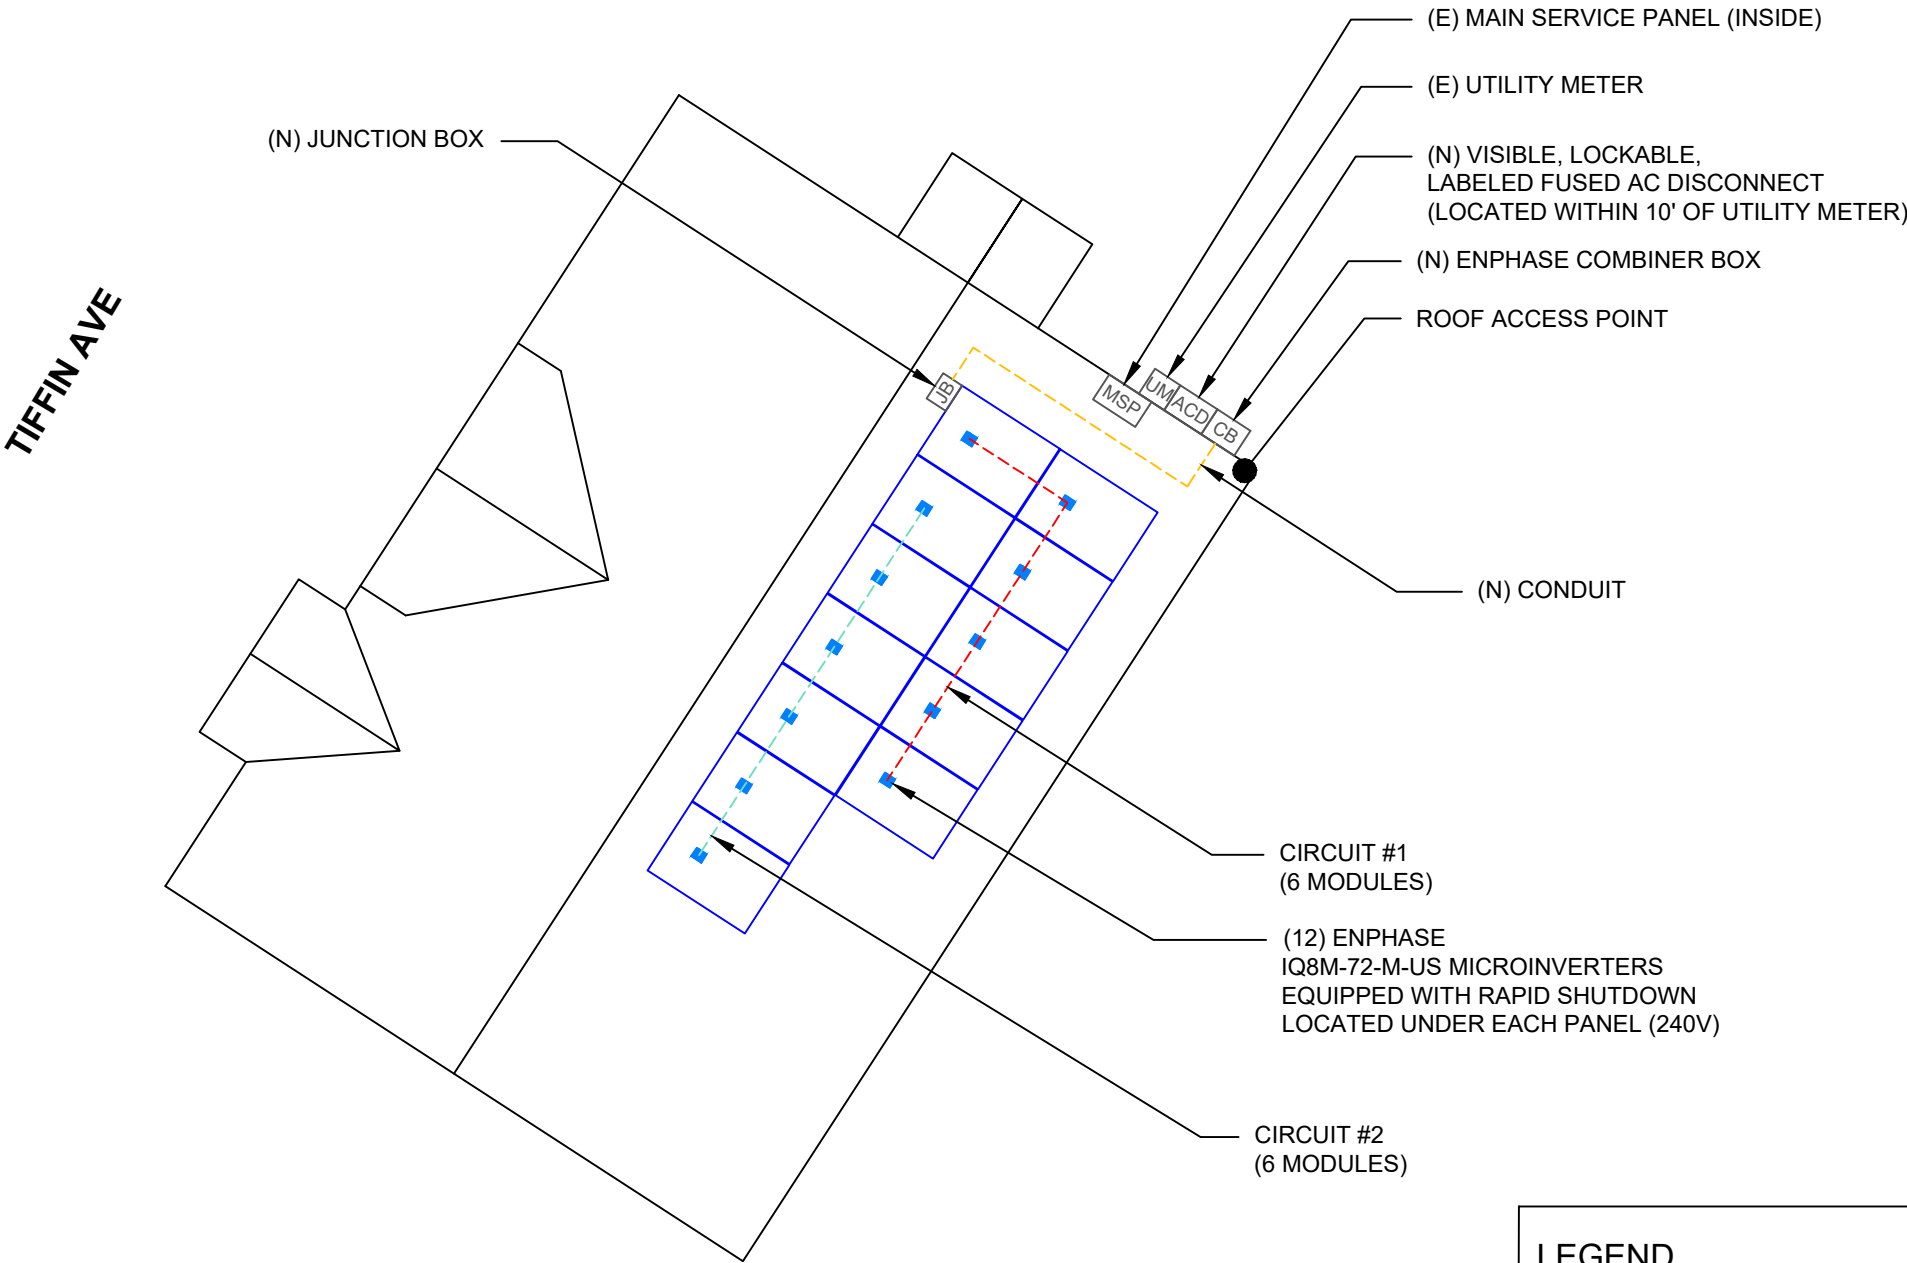 (E) MAIN SERVICE PANEL (INSIDE)
(E) UTILITY METER
(N) JUNCTION BOX
(N) VISIBLE, LOCKABLE,
LABELED FUSED AC DISCONNECT
(LOCATED WITHIN 10' OF UTILITY METER)
(N) ENPHASE COMBINER BOX
ROOF ACCESS POINT
TIFFIN AVE
JB
MSP
UM
ACD
CB
(N) CONDUIT
CIRCUIT #1
(6 MODULES)
(12) ENPHASE
IQ8M-72-M-US MICROINVERTERS
EQUIPPED WITH RAPID SHUTDOWN
LOCATED UNDER EACH PANEL (240V)
CIRCUIT #2
(6 MODULES)
LEGEND